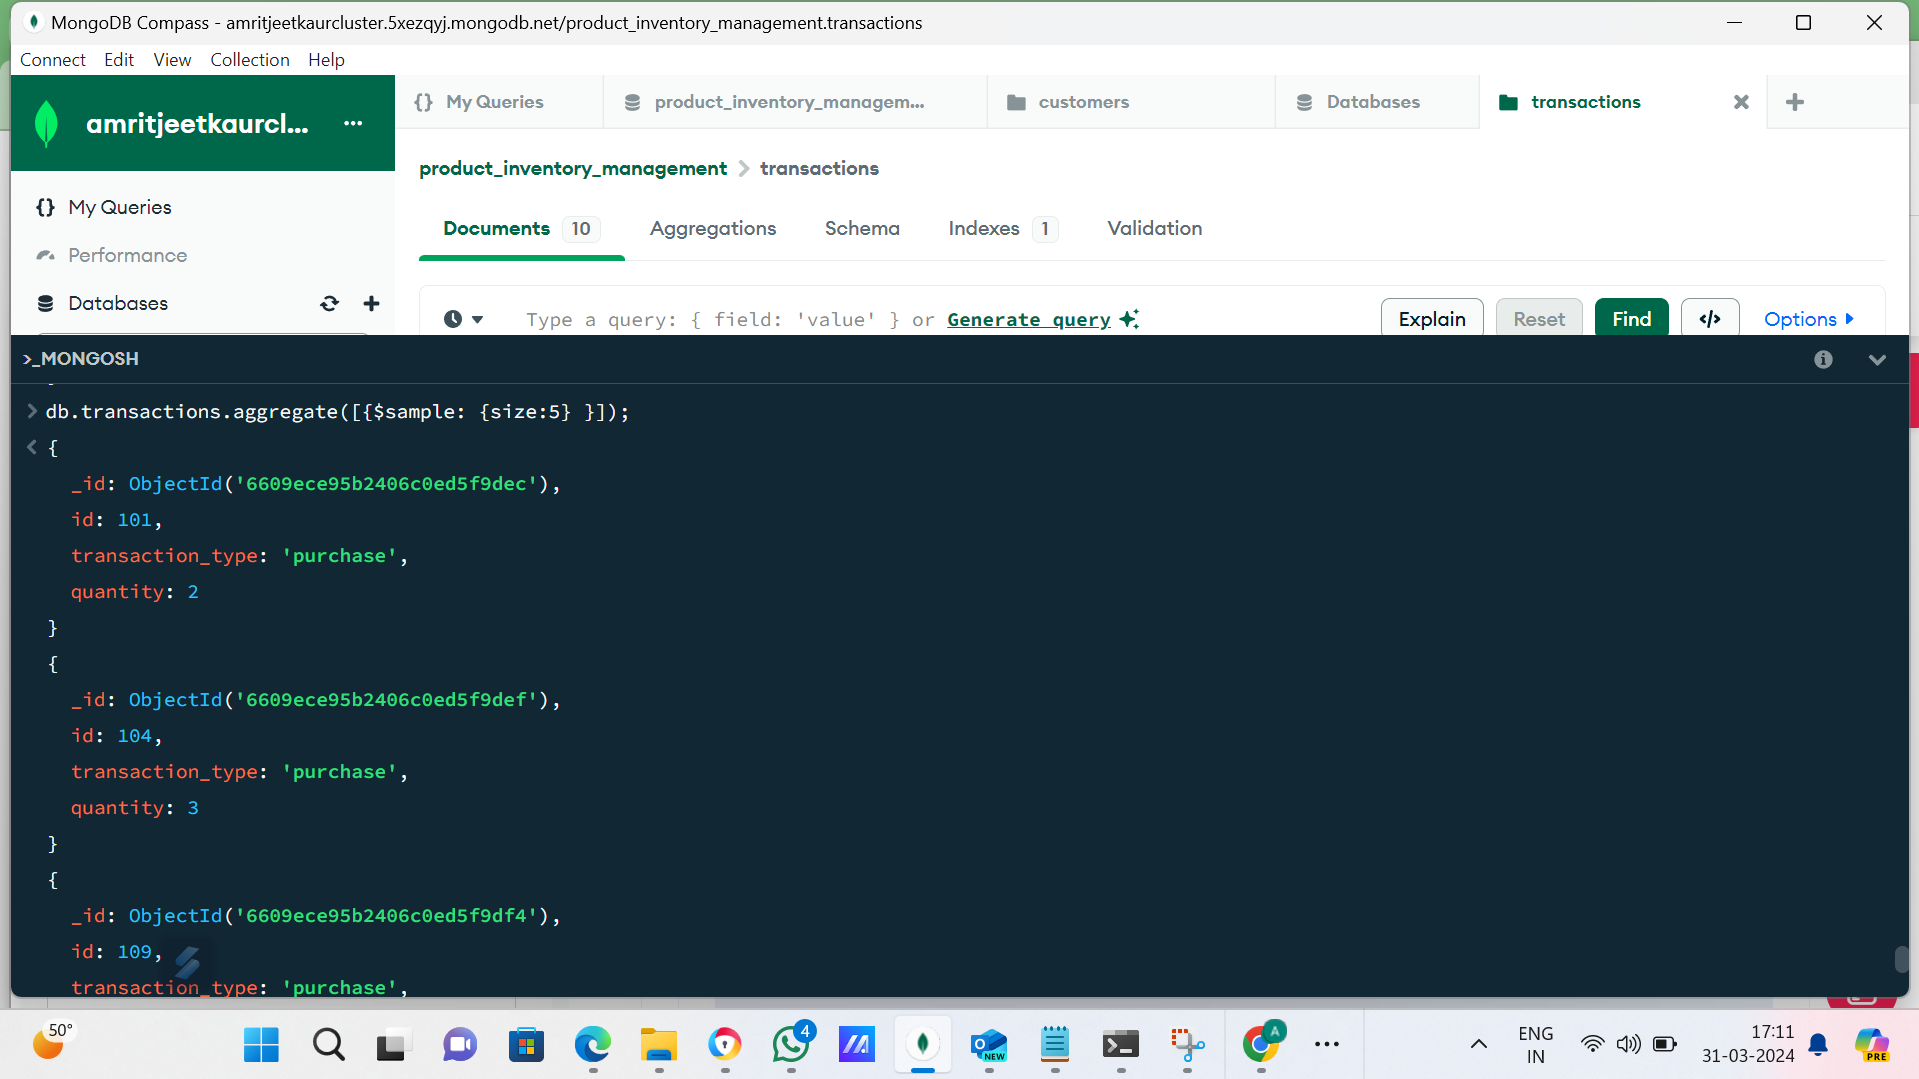 MongoDB Compass - amritjeetkaurcluster.5xezqyj.mongodb.net/product_inventory_management.transactions
Connect Edit View Collection Help
amritjeetkaurcl... ···
{} My Queries product_inventory_managem... customers Databases transactions
product_inventory_management > transactions
{} My Queries
Documents 10 Aggregations Schema Indexes 1 Validation
Performance
Databases
Type a query: { field: 'value' } or Generate query Explain Reset Find </> Options
>_MONGOSH
> db.transactions.aggregate([{$sample: {size:5} }]);
< {
_id: ObjectId('6609ece95b2406c0ed5f9dec'),
id: 101,
transaction_type: 'purchase',
quantity: 2
}
{
_id: ObjectId('6609ece95b2406c0ed5f9def'),
id: 104,
transaction_type: 'purchase',
quantity: 3
}
{
_id: ObjectId('6609ece95b2406c0ed5f9df4'),
id: 109,
transaction_type: 'purchase',
50°
4
NEW
A
ENG
IN
17:11
31-03-2024
PRE